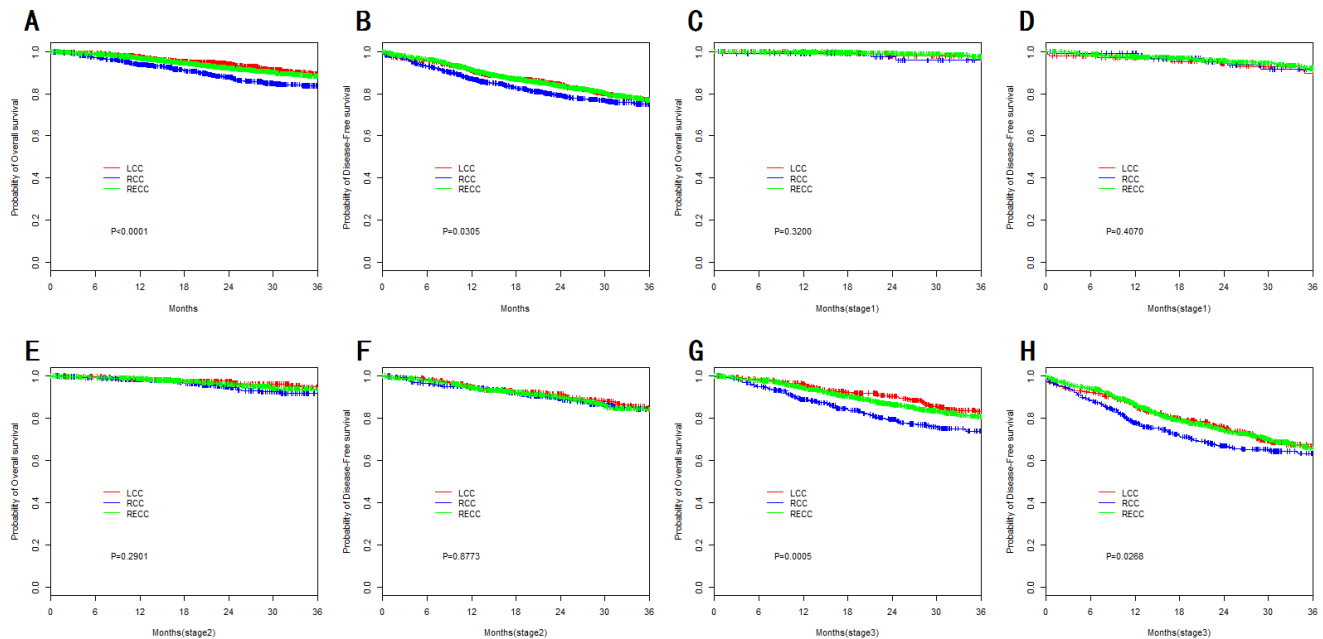 A
Probability of Overall survival
1.0
0.8
0.6
0.4
0.2
0.0
LCC
RCC
RECC
P<0.0001
0 6 12 18 24 30 36
Months
B
Probability of Disease-Free survival
1.0
0.8
0.6
0.4
0.2
0.0
LCC
RCC
RECC
P=0.0305
0 6 12 18 24 30 36
Months
C
Probability of Overall survival
1.0
0.8
0.6
0.4
0.2
0.0
LCC
RCC
RECC
P=0.3200
0 6 12 18 24 30 36
Months(stage1)
D
Probability of Disease-Free survival
1.0
0.8
0.6
0.4
0.2
0.0
LCC
RCC
RECC
P=0.4070
0 6 12 18 24 30 36
Months(stage1)
E
Probability of Overall survival
1.0
0.8
0.6
0.4
0.2
0.0
LCC
RCC
RECC
P=0.2901
0 6 12 18 24 30 36
Months(stage2)
F
Probability of Disease-Free survival
1.0
0.8
0.6
0.4
0.2
0.0
LCC
RCC
RECC
P=0.8773
0 6 12 18 24 30 36
Months(stage2)
G
Probability of Overall survival
1.0
0.8
0.6
0.4
0.2
0.0
LCC
RCC
RECC
P=0.0005
0 6 12 18 24 30 36
Months(stage3)
H
Probability of Disease-Free survival
1.0
0.8
0.6
0.4
0.2
0.0
LCC
RCC
RECC
P=0.0268
0 6 12 18 24 30 36
Months(stage3)